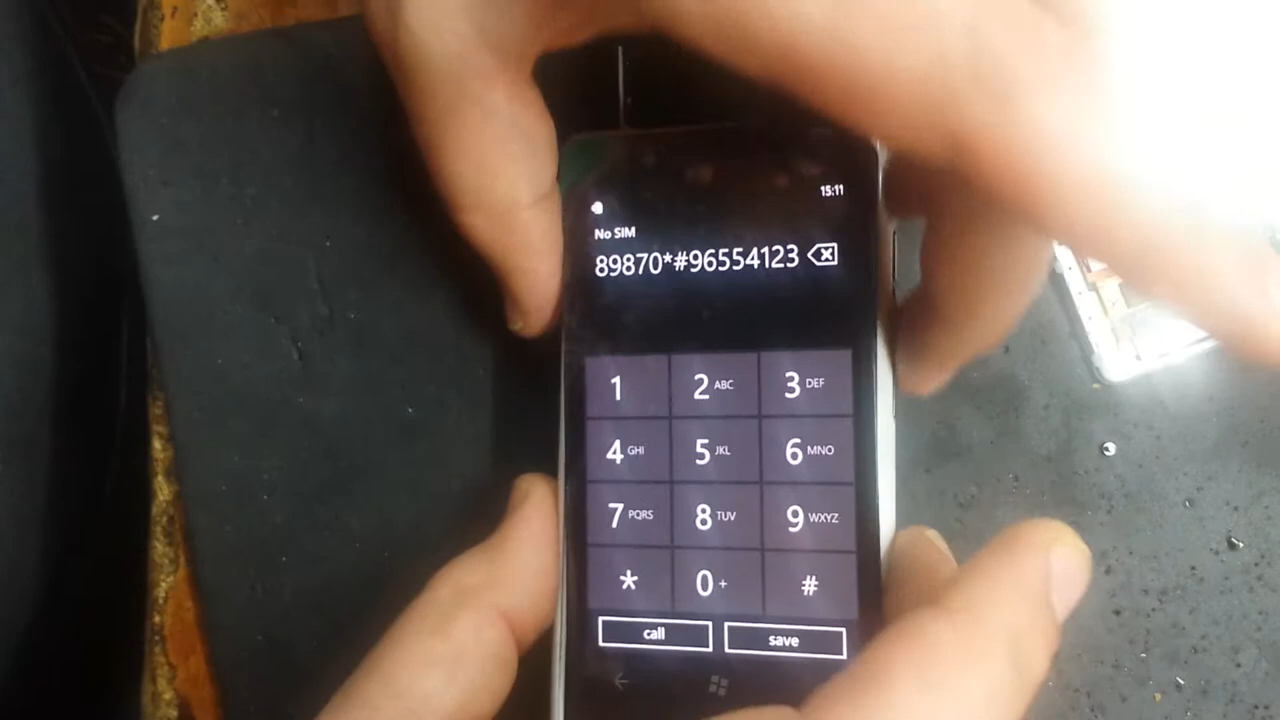 15:11
No SIM
89870*#96554123
1 2 ABC 3 DEF
4 GHI 5 JKL 6 MNO
7 PQRS 8 TUV 9 WXYZ
* 0 + #
call save